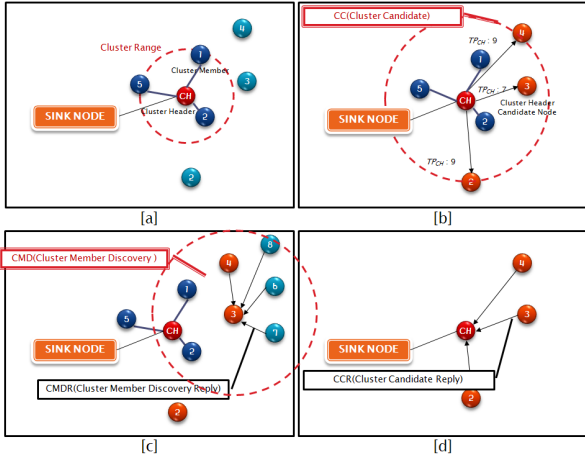 4
Cluster Range
1
Cluster Member
3
5
CH
Cluster Header
SINK NODE
2
2
[a]
CC(Cluster Candidate)
4
TPCH : 9
1
TPCH : 7
3
5
CH
Cluster Header
Candidate Node
SINK NODE
2
TPCH : 9
2
[b]
CMD(Cluster Member Discovery )
8
4
6
1
3
5
CH
7
SINK NODE
2
CMDR(Cluster Member Discovery Reply)
2
[c]
4
3
CH
SINK NODE
CCR(Cluster Candidate Reply)
2
[d]